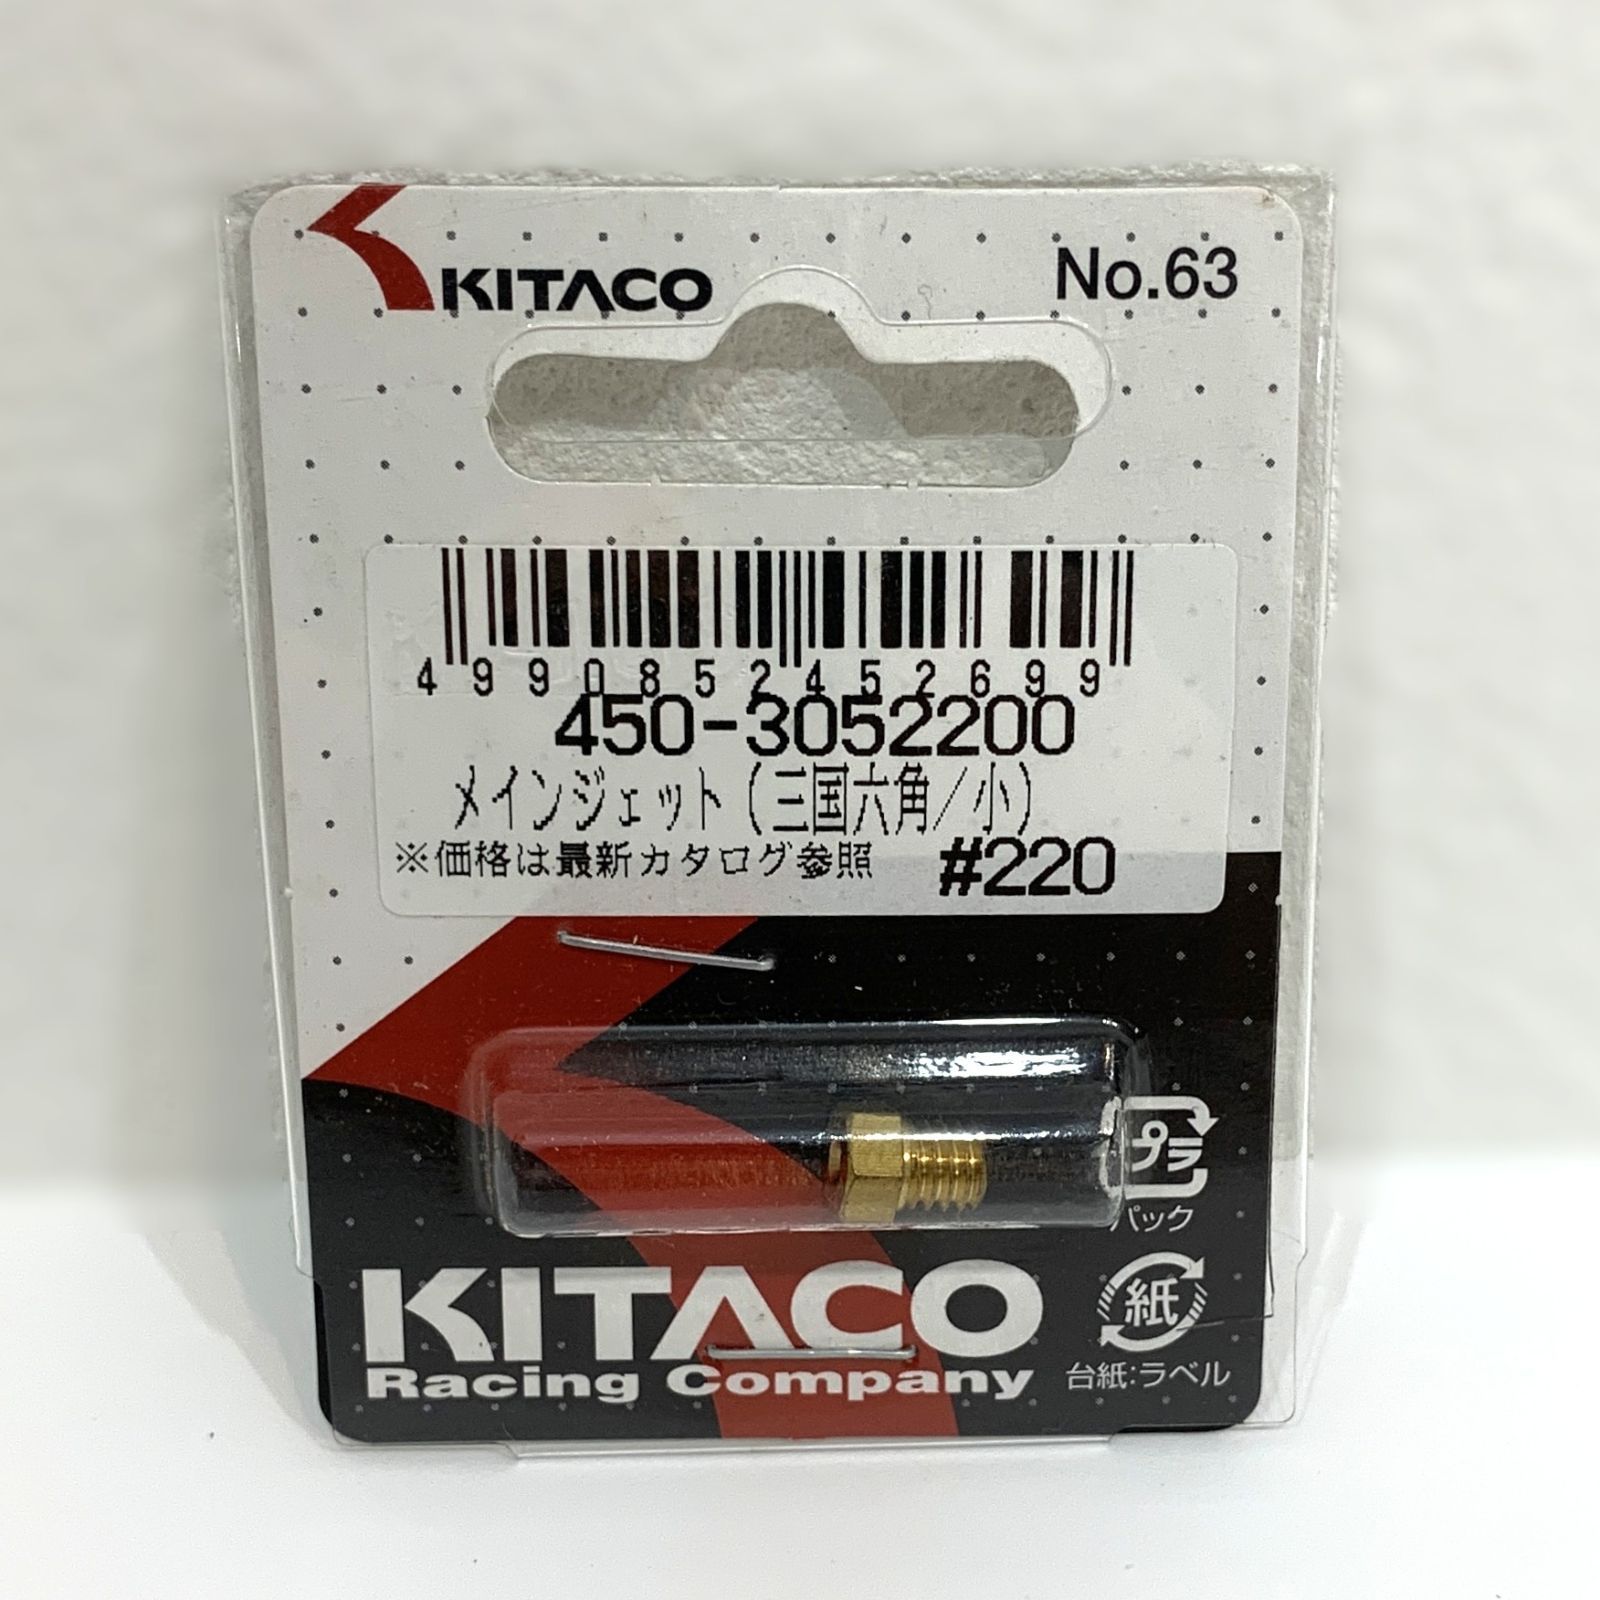 KITACO
No.63
4990852452699
450-3052200
メインジェット(三国六角/小)
※価格は最新カタログ参照 #220
プラ
パック
KITACO
紙
Racing Company
台紙:ラベル